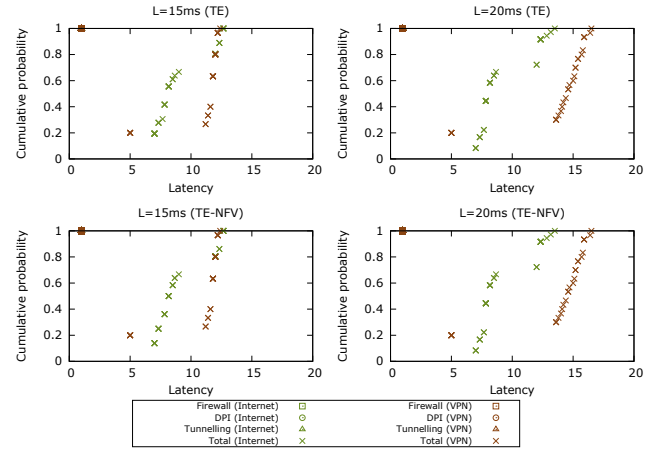 L=15ms (TE)
Cumulative probability
1
0.8
0.6
0.4
0.2
0
0 5 10 15 20
Latency
L=20ms (TE)
Cumulative probability
1
0.8
0.6
0.4
0.2
0
0 5 10 15 20
Latency
L=15ms (TE-NFV)
Cumulative probability
1
0.8
0.6
0.4
0.2
0
0 5 10 15 20
Latency
L=20ms (TE-NFV)
Cumulative probability
1
0.8
0.6
0.4
0.2
0
0 5 10 15 20
Latency
Firewall (Internet)
DPI (Internet)
Tunnelling (Internet)
Total (Internet)
Firewall (VPN)
DPI (VPN)
Tunnelling (VPN)
Total (VPN)